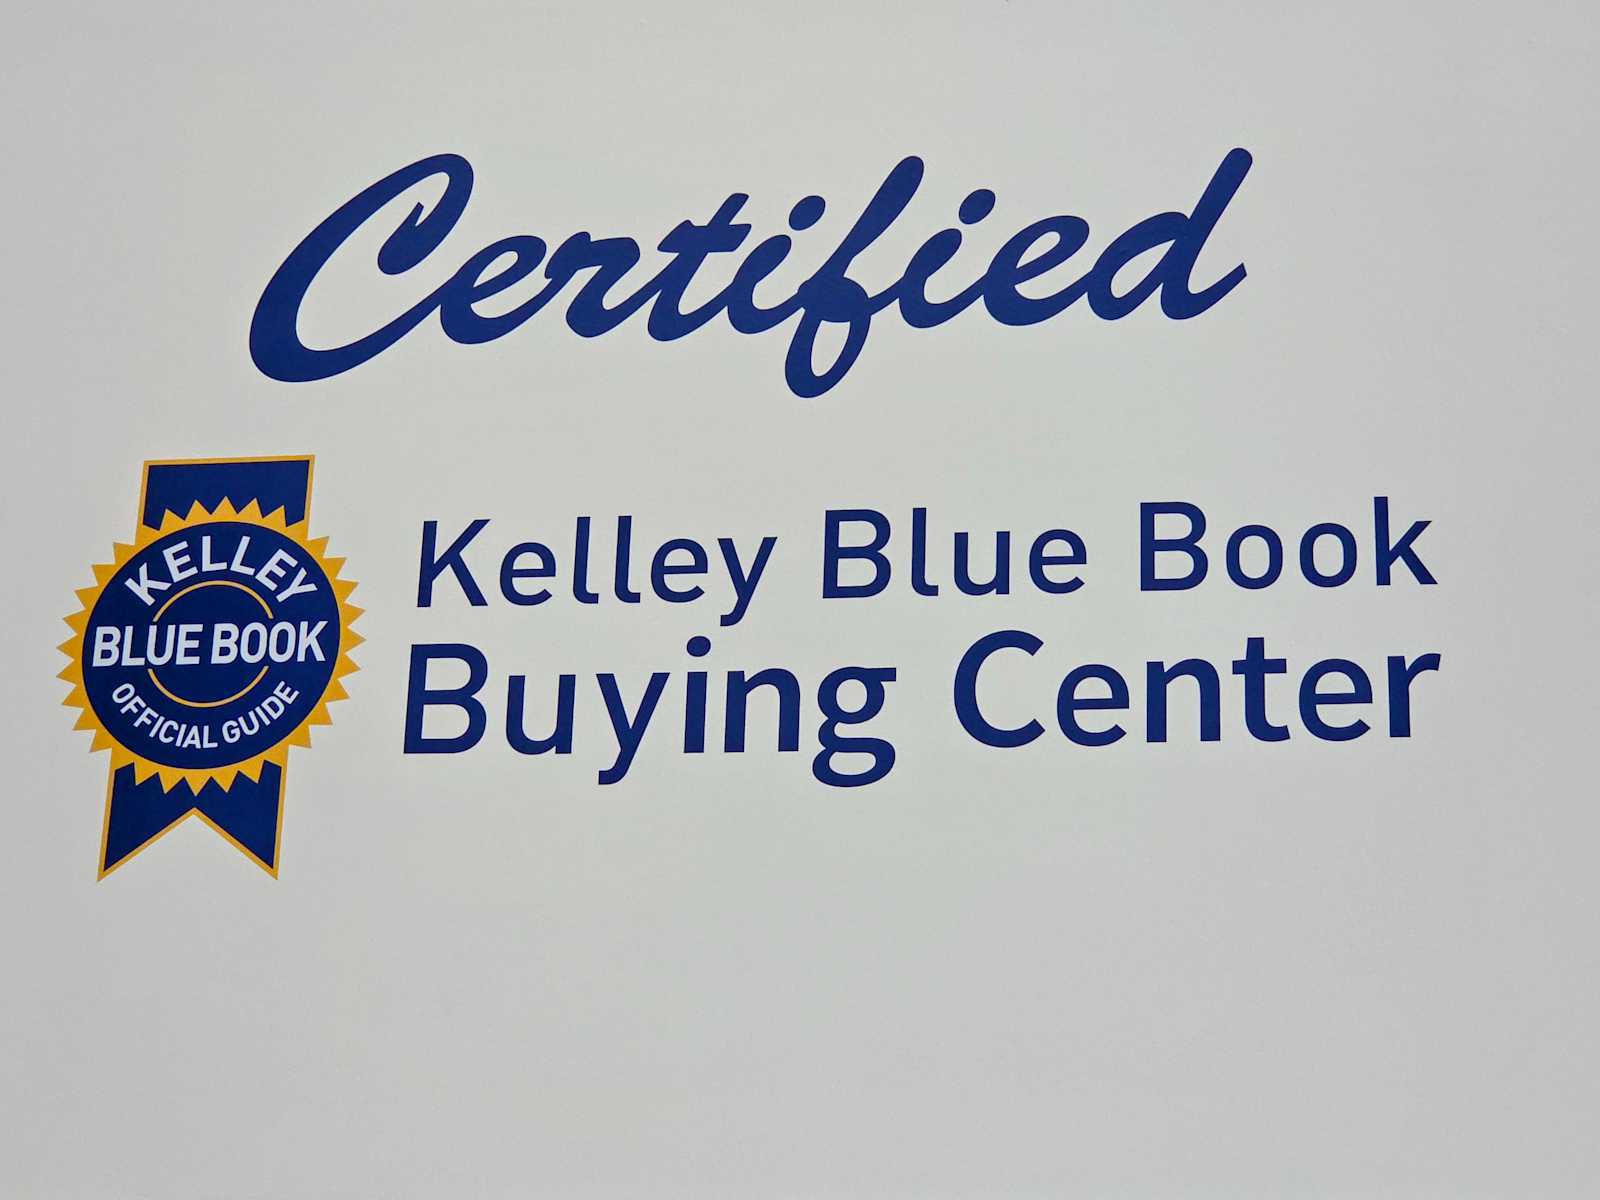 Certified
Kelley Blue Book
Buying Center
KELLEY
BLUE BOOK
OFFICIAL GUIDE